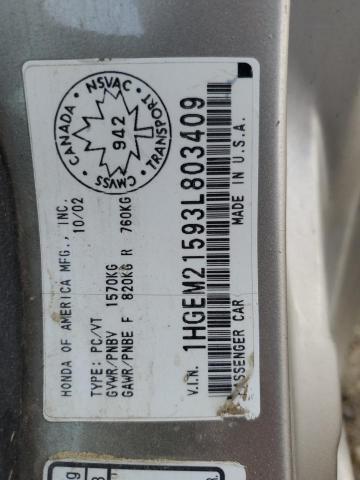 HONDA OF AMERICA MFG., INC.
10/02
TYPE: PC/VT
GVWR/PNBV 1570KG
GAWR/PNBE F 820KG R 760KG
CANADA
NSVAC
TRANSPORT
CMVSS
942
V.I.N. 1HGEM21593L803409
PASSENGER CAR MADE IN U.S.A.